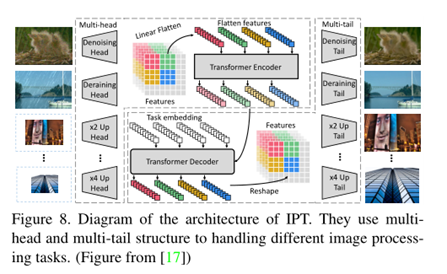 Multi-head
Linear Flatten
Flatten features
Multi-tail
Denoising
Head
Features
Transformer Encoder
Denoising
Tail
Deraining
Head
Deraining
Tail
x2 Up
Head
Task embedding
Features
x2 Up
Tail
Transformer Decoder
x4 Up
Head
Reshape
x4 Up
Tail
Figure 8. Diagram of the architecture of IPT. They use multi-
head and multi-tail structure to handling different image process-
ing tasks. (Figure from [17])